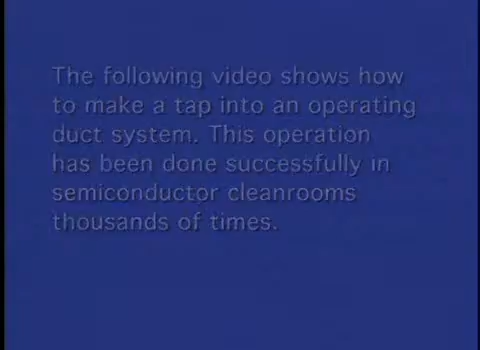 The following video shows how
to make a tap into an operating
duct system. This operation
has been done successfully in
semiconductor cleanrooms
thousands of times.